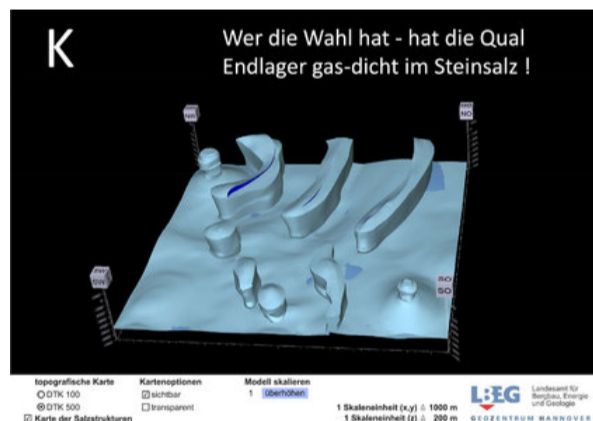 K
Wer die Wahl hat - hat die Qual
Endlager gas-dicht im Steinsalz !
NO
SW
SO
SO
topografische Karte
DTK 100
DTK 500
Karte der Salzstrukturen
Kartenoptionen
sichtbar
transparent
Modell skalieren
1 überhöhen
1 Skaleneinheit (x,y) ≙ 1000 m
1 Skaleneinheit (z) ≙ 200 m
LBEG
Landesamt für
Bergbau, Energie
und Geologie
GEOZENTRUM HANNOVER